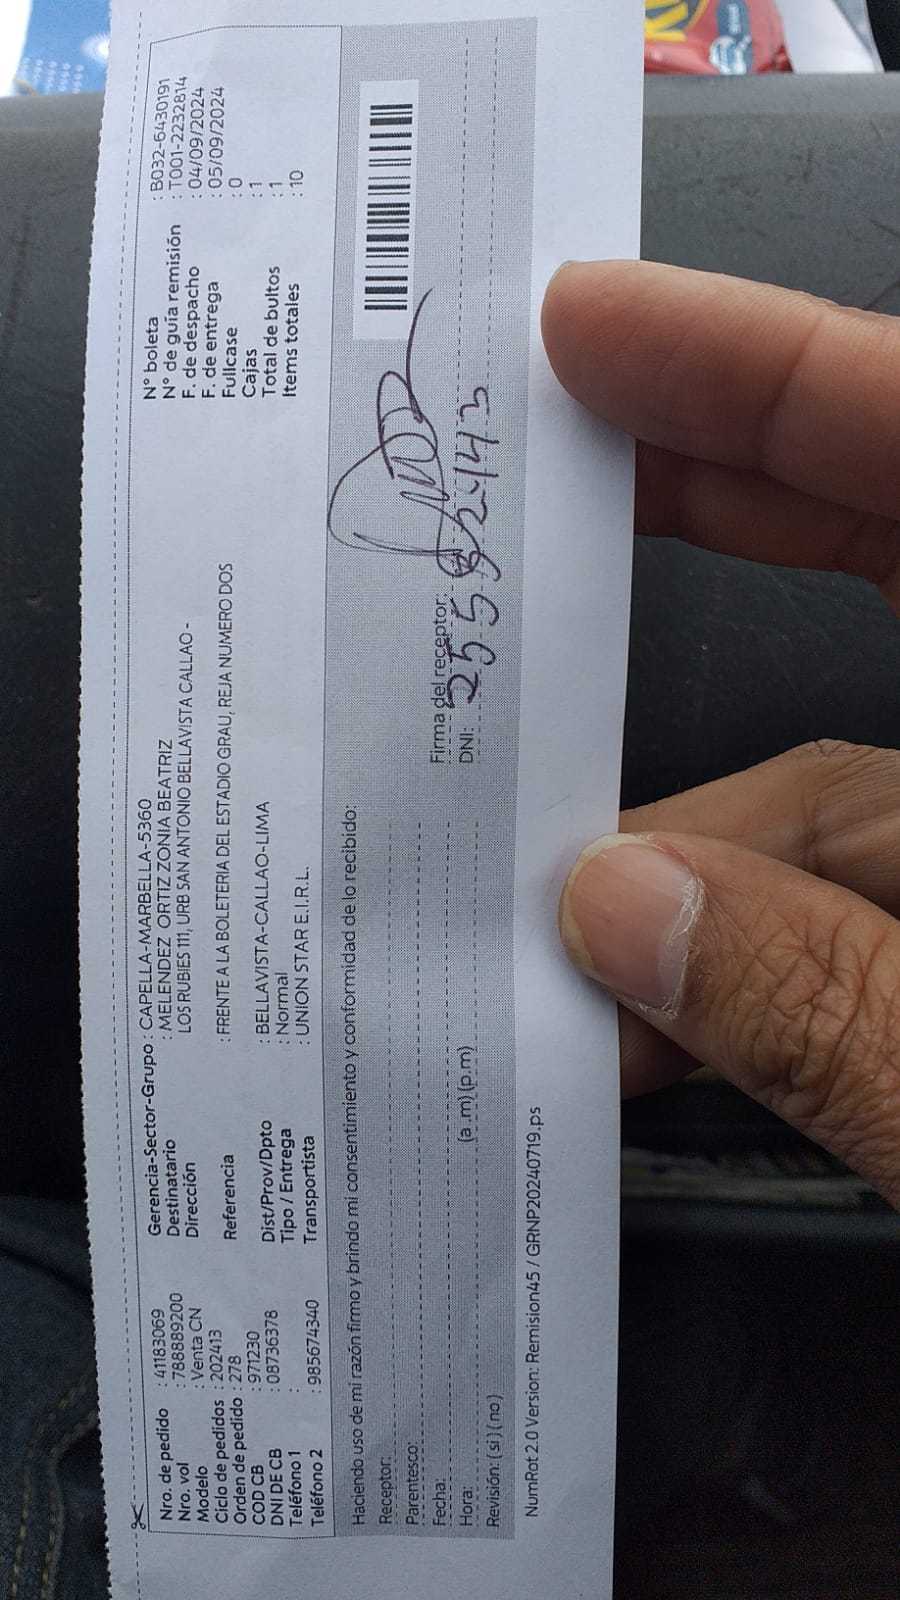 Nro. de pedido : 41183069
Nro. vol : 788889200
Modelo : Venta CN
Ciclo de pedidos : 202413
Orden de pedido : 278
COD CB : 971230
DNI DE CB : 08736378
Teléfono 1 :
Teléfono 2 : 985674340
Gerencia-Sector-Grupo : CAPELLA-MARBELLA-5360
Destinatario : MELENDEZ ORTIZ ZONIA BEATRIZ
Dirección LOS RUBIES 111, URB SAN ANTONIO BELLAVISTA CALLAO -
Referencia : FRENTE A LA BOLETERIA DEL ESTADIO GRAU, REJA NUMERO DOS
Dist/Prov/Dpto : BELLAVISTA-CALLAO-LIMA
Tipo / Entrega : Normal
Transportista : UNION STAR E.I.R.L.
N° boleta : B032-6430191
N° de guía remisión : T001-2232814
F. de despacho : 04/09/2024
F. de entrega : 05/09/2024
Fullcase : 0
Cajas : 1
Total de bultos : 1
Items totales : 10
Haciendo uso de mi razón firmo y brindo mi consentimiento y conformidad de lo recibido:
Receptor:
Parentesco:
Fecha:
Hora: (a .m) (p.m)
Revisión: ( si ) ( no )
Firma del receptor:
DNI: 25582443
NumRot 2.0 Version: Remision45 / GRNP20240719.ps